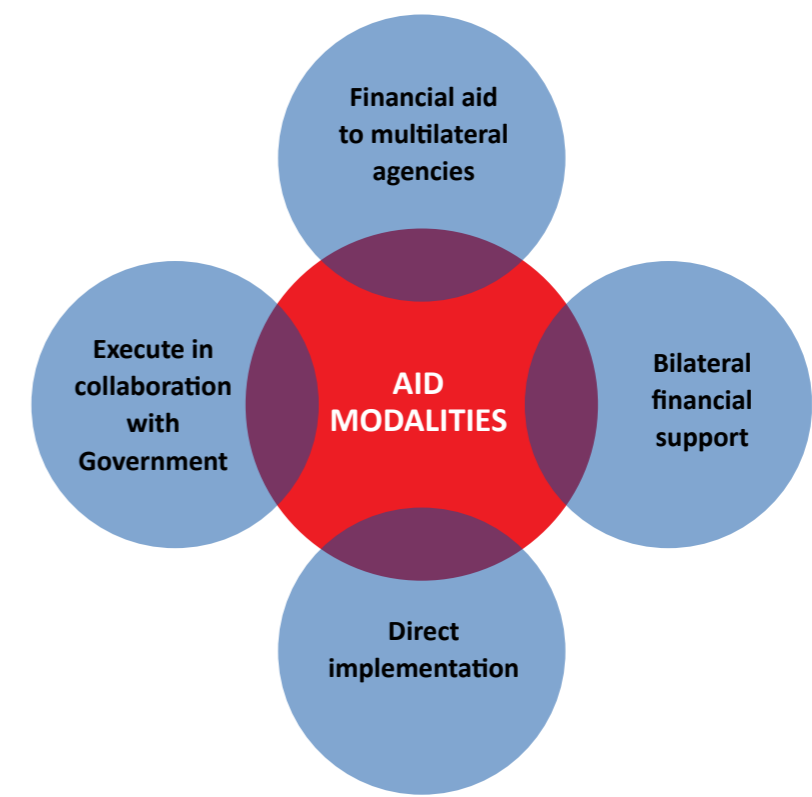 Financial aid
to multilateral
agencies
Execute in
collaboration
with
Government
AID
MODALITIES
Bilateral
financial
support
Direct
implementation